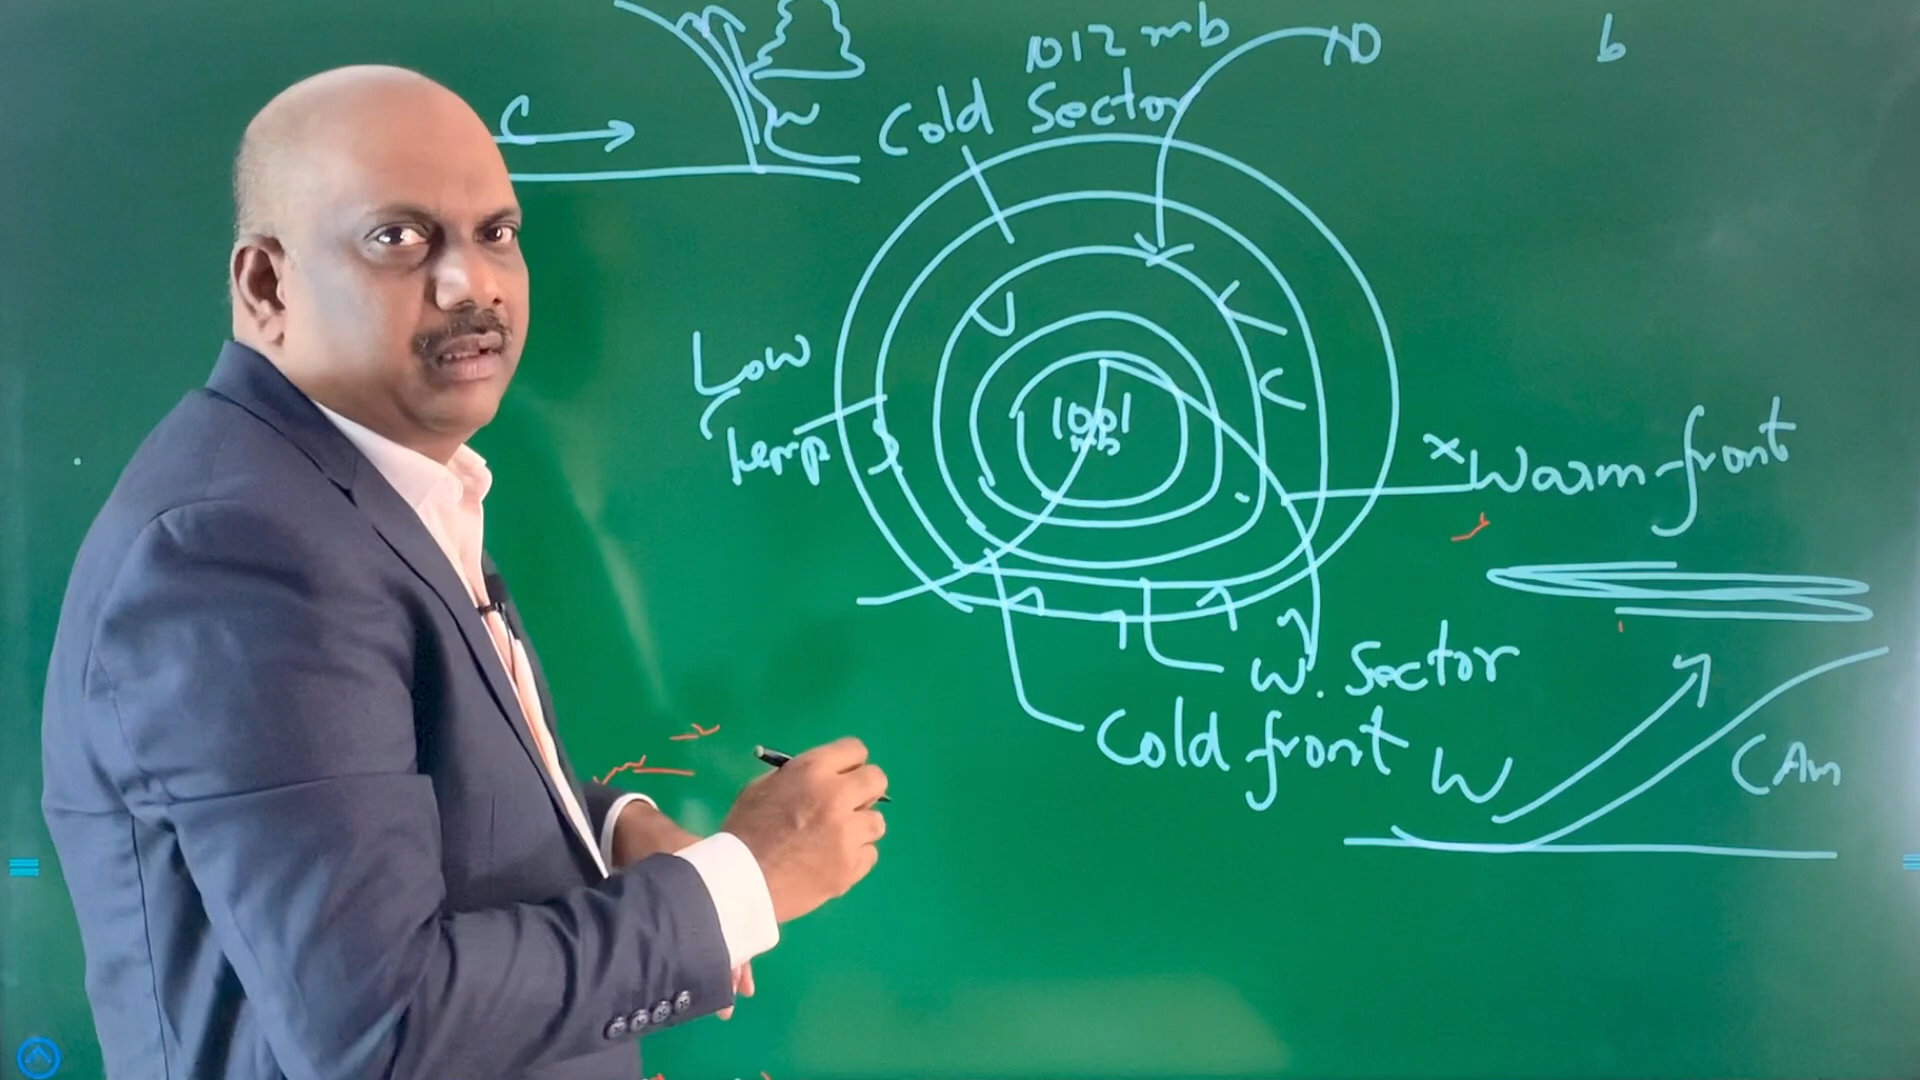 1012 mb
b
C
W
Cold Sector
Low
Temp
1001
mb
x Warm-front
W. Sector
Cold front
W
CAm